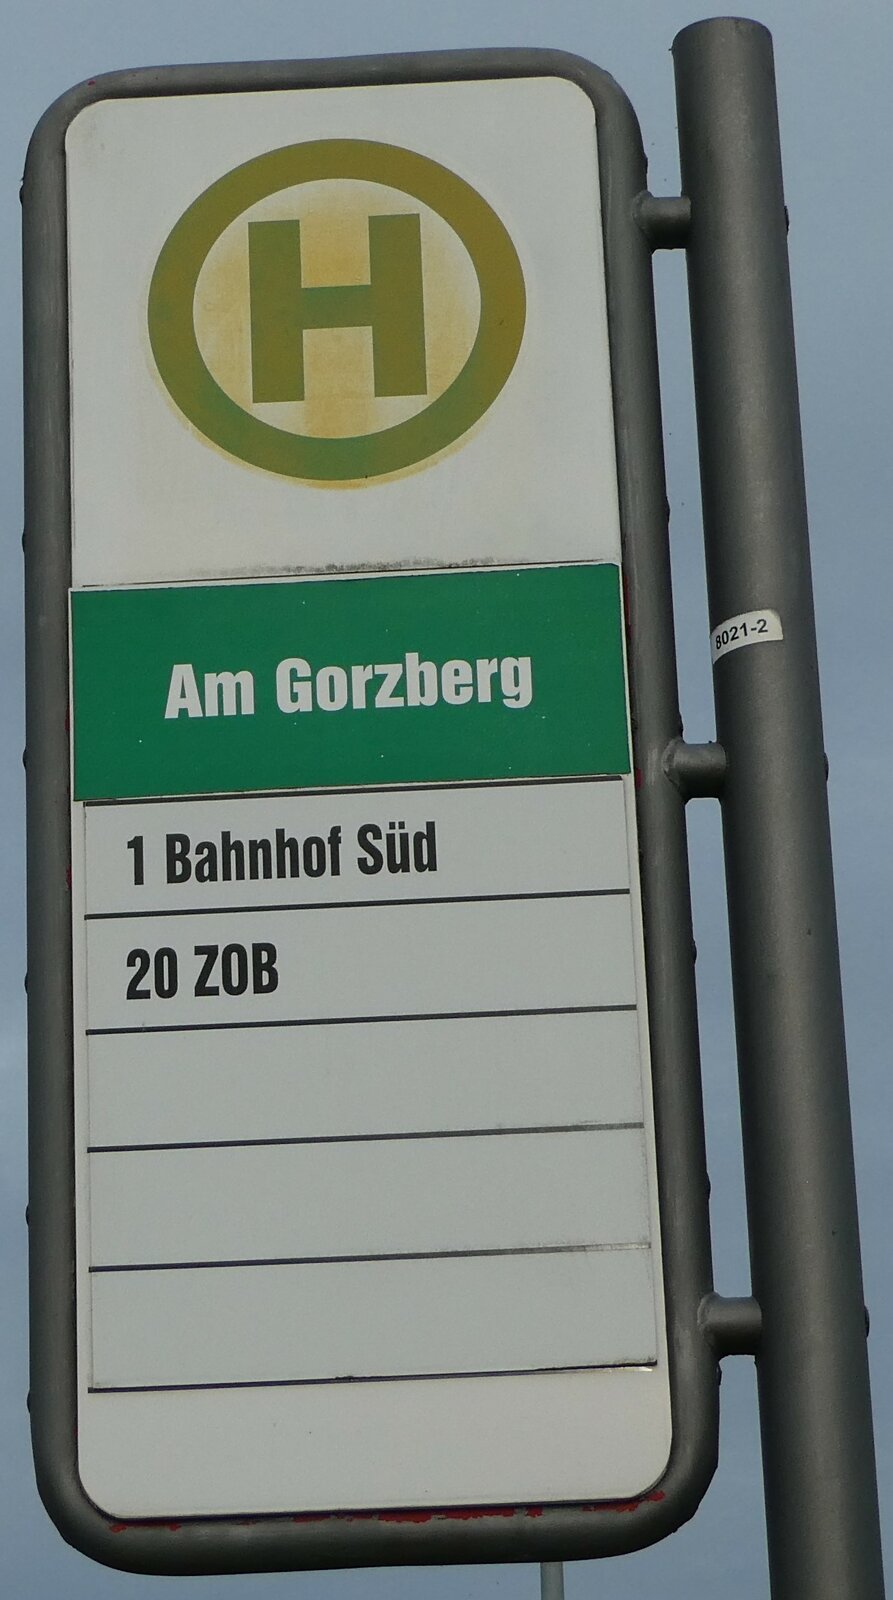 H
Am Gorzberg
8021-2
1 Bahnhof Süd
20 ZOB